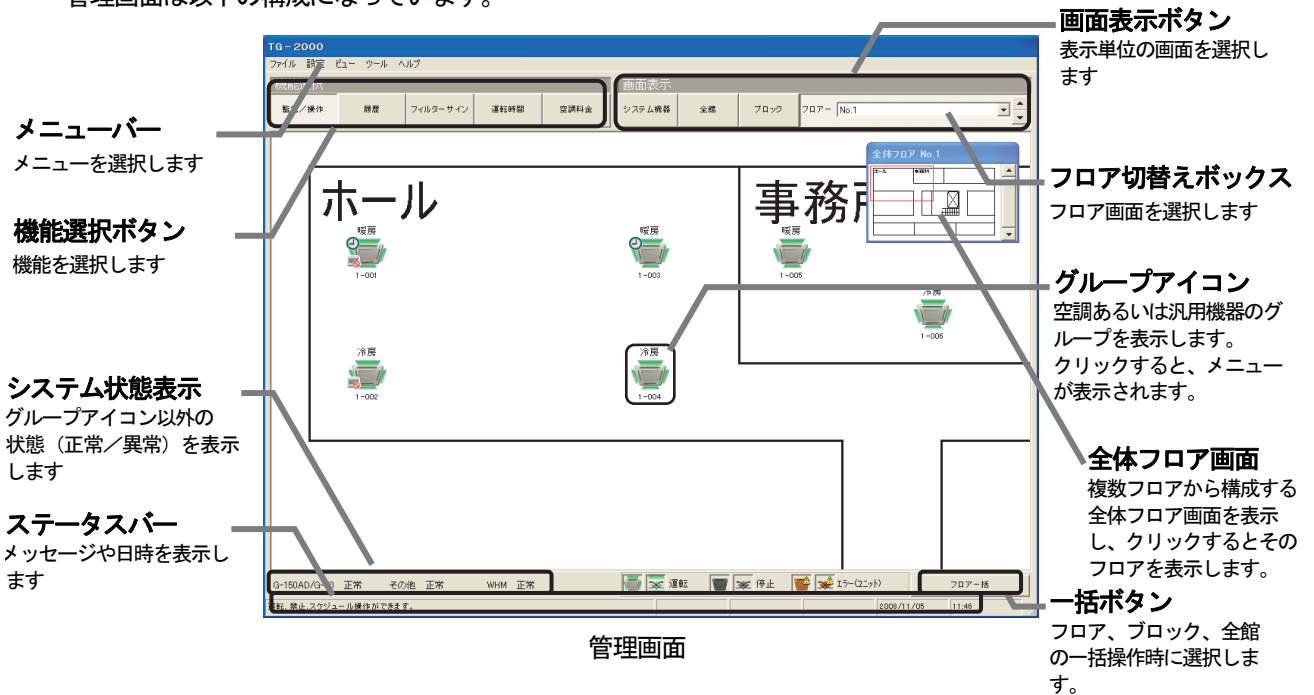 管理画面は以下の構成になっています。
画面表示ボタン
表示単位の画面を選択し
ます
メニューバー
メニューを選択します
機能選択ボタン
機能を選択します
システム状態表示
グループアイコン以外の
状態（正常／異常）を表示
します
ステータスバー
メッセージや日時を表示し
ます
TG-2000
ファイル 設定 ビュー ツール ヘルプ
画面表示
履歴 フィルターサイン 運転時間 空調料金
システム機器 全館 ブロック フロアー No.1
全体フロア No.1
ホール 事務所
ホール
事務所
暖房
1-001
暖房
1-003
暖房
1-005
冷房
1-006
冷房
1-002
冷房
1-004
G-150AD/G-50 正常 その他 正常 WHM 正常
運転 停止 エラー(ユニット)
フロア一括
運転、禁止、スケジュール操作ができます。
2008/11/05 11:46
フロア切替えボックス
フロア画面を選択します
グループアイコン
空調あるいは汎用機器のグ
ループを表示します。
クリックすると、メニュー
が表示されます。
全体フロア画面
複数フロアから構成する
全体フロア画面を表示
し、クリックするとその
フロアを表示します。
一括ボタン
フロア、ブロック、全館
の一括操作時に選択しま
す。
管理画面